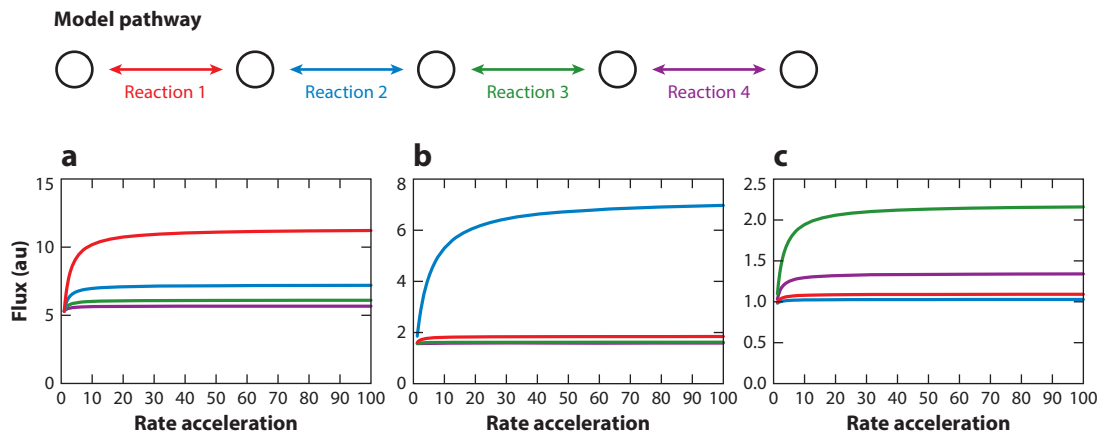 Model pathway
Reaction 1 Reaction 2 Reaction 3 Reaction 4
a b c
15 8 2.5
10 6 2.0
5 4 1.5
0 2 1.0
0 0.5
0.0
Flux (au)
0 10 20 30 40 50 60 70 80 90 100
0 10 20 30 40 50 60 70 80 90 100
0 10 20 30 40 50 60 70 80 90 100
Rate acceleration Rate acceleration Rate acceleration